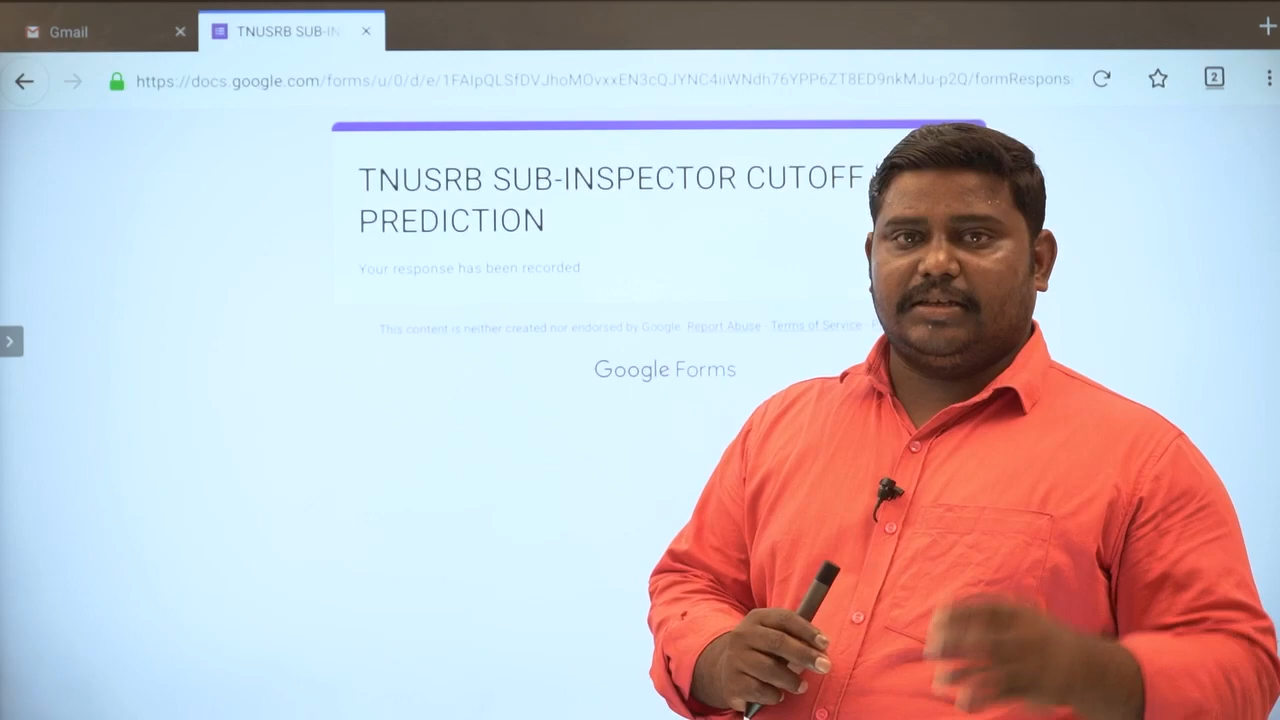 Gmail
TNUSRB SUB-IN
https://docs.google.com/forms/u/0/d/e/1FAIpQLSfDVJhoMOvxxEN3cQJYNC4iiWNdh76YPP6ZT8ED9nkMJu-p2Q/formRespons
2
TNUSRB SUB-INSPECTOR CUTOFF
PREDICTION
Your response has been recorded
This content is neither created nor endorsed by Google. Report Abuse - Terms of Service -
Google Forms